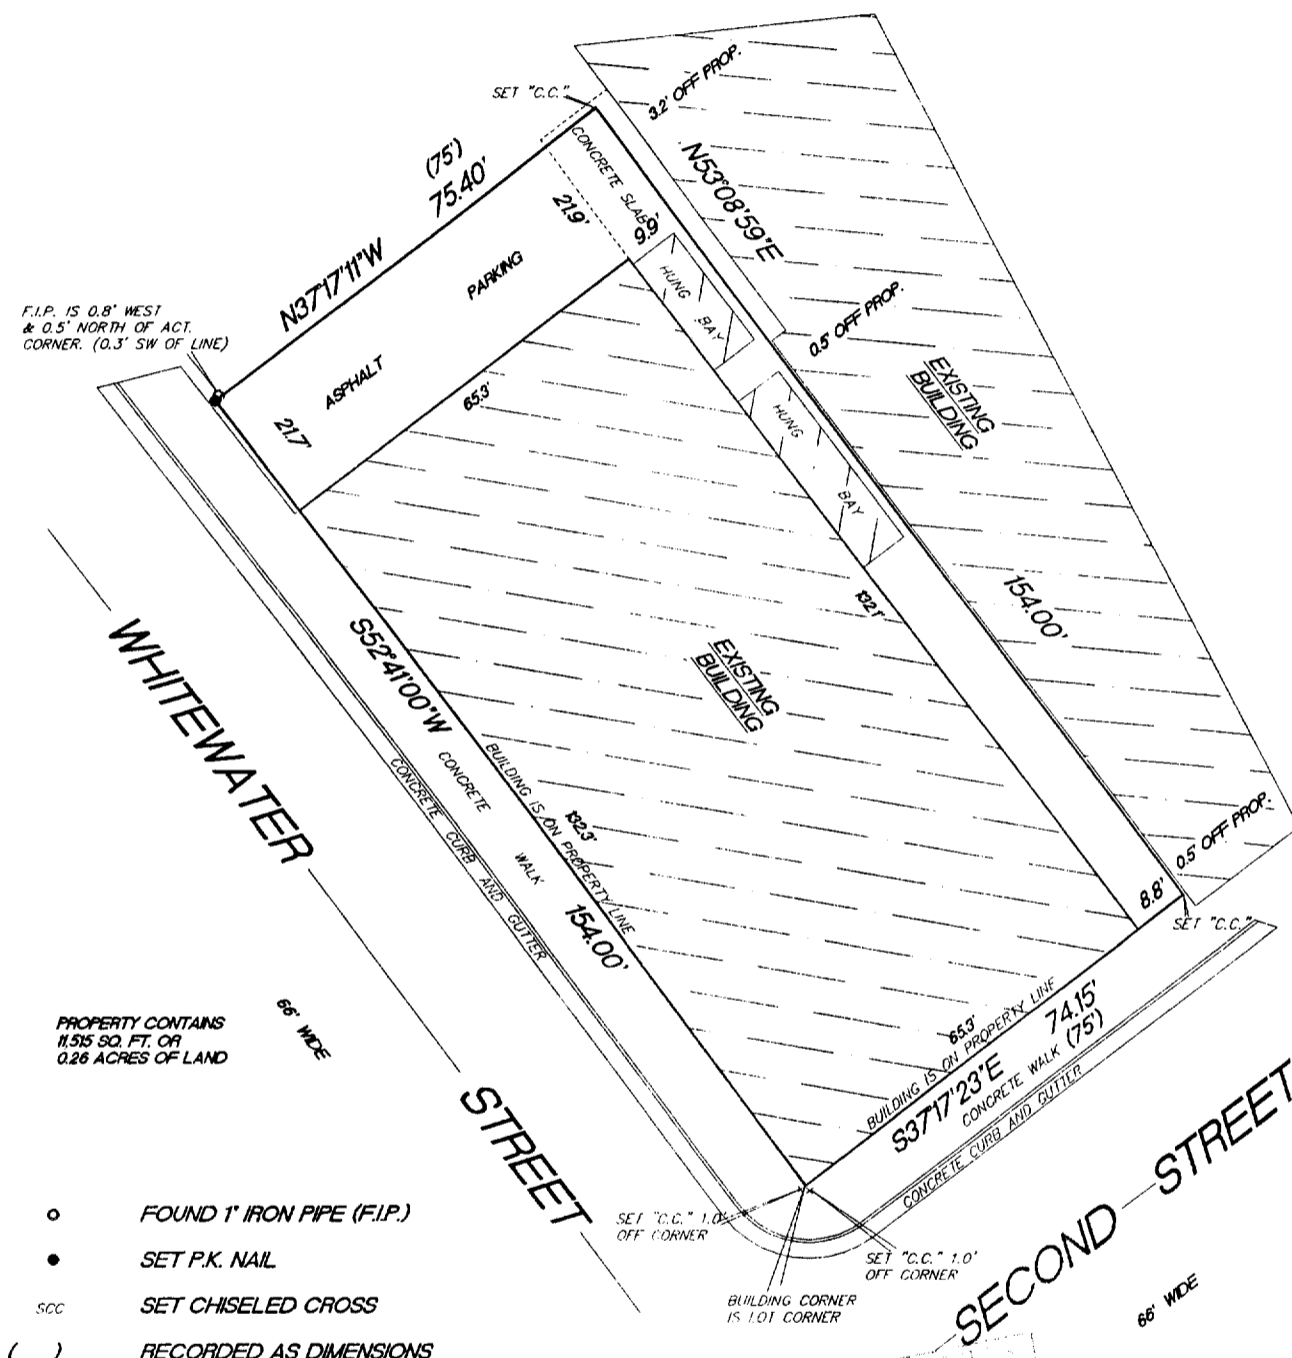 SET "C.C."
3.2' OFF PROP.
(75')
75.40'
N37°17'11"W
CONCRETE SLAB
21.9'
9.9'
N53°08'59"E
PARKING
ASPHALT
HUNG
BAY
0.5' OFF PROP.
F.I.P. IS 0.8' WEST
& 0.5' NORTH OF ACT.
CORNER. (0.3' SW OF LINE)
65.3'
21.7'
EXISTING
BUILDING
HUNG
BAY
132.1'
154.00'
WHITEWATER
S52°41'00"W
EXISTING
BUILDING
BUILDING IS ON PROPERTY LINE
132.3'
CONCRETE
WALK
CONCRETE CURB AND GUTTER
154.00'
0.5' OFF PROP.
8.8'
SET "C.C."
PROPERTY CONTAINS
11,515 SQ. FT. OR
0.26 ACRES OF LAND
66' WIDE
65.3'
BUILDING IS ON PROPERTY LINE
74.15'
(75')
S37°17'23"E
CONCRETE WALK
CONCRETE CURB AND GUTTER
STREET
STREET
SECOND
66' WIDE
SET "C.C." 1.0'
OFF CORNER
SET "C.C." 1.0'
OFF CORNER
BUILDING CORNER
IS LOT CORNER
FOUND 1" IRON PIPE (F.I.P.)
SET P.K. NAIL
SCC SET CHISELED CROSS
( ) RECORDED AS DIMENSIONS